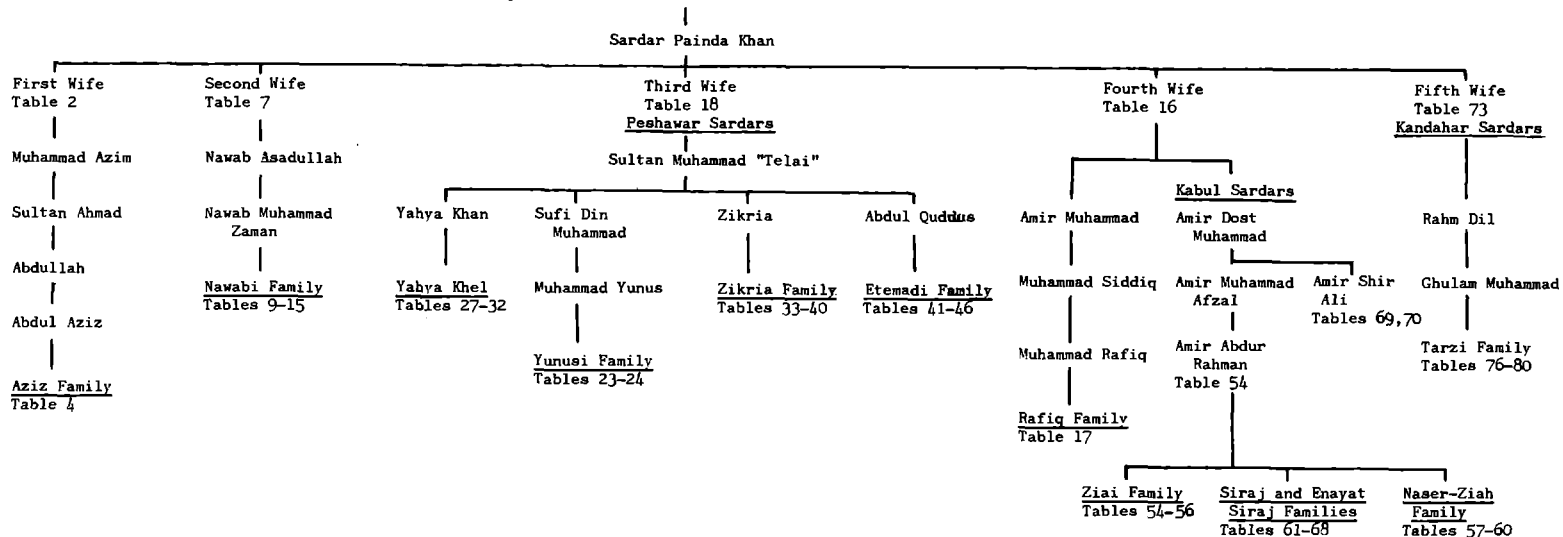 Sardar Painda Khan
First Wife
Table 2
Muhammad Azim
Sultan Ahmad
Abdullah
Abdul Aziz
Aziz Family
Table 4
Second Wife
Table 7
Nawab Asadullah
Nawab Muhammad
Zaman
Nawabi Family
Tables 9-15
Third Wife
Table 18
Peshawar Sardars
Sultan Muhammad "Telai"
Yahya Khan
Yahya Khel
Tables 27-32
Sufi Din
Muhammad
Muhammad Yunus
Yunusi Family
Tables 23-24
Zikria
Zikria Family
Tables 33-40
Abdul Quddus
Etemadi Family
Tables 41-46
Fourth Wife
Table 16
Amir Muhammad
Muhammad Siddiq
Muhammad Rafiq
Rafiq Family
Table 17
Kabul Sardars
Amir Dost
Muhammad
Amir Muhammad
Afzal
Amir Abdur
Rahman
Table 54
Amir Shir
Ali
Tables 69,70
Ziai Family
Tables 54-56
Siraj and Enayat
Siraj Families
Tables 61-68
Naser-Ziah
Family
Tables 57-60
Fifth Wife
Table 73
Kandahar Sardars
Rahm Dil
Ghulam Muhammad
Tarzi Family
Tables 76-80